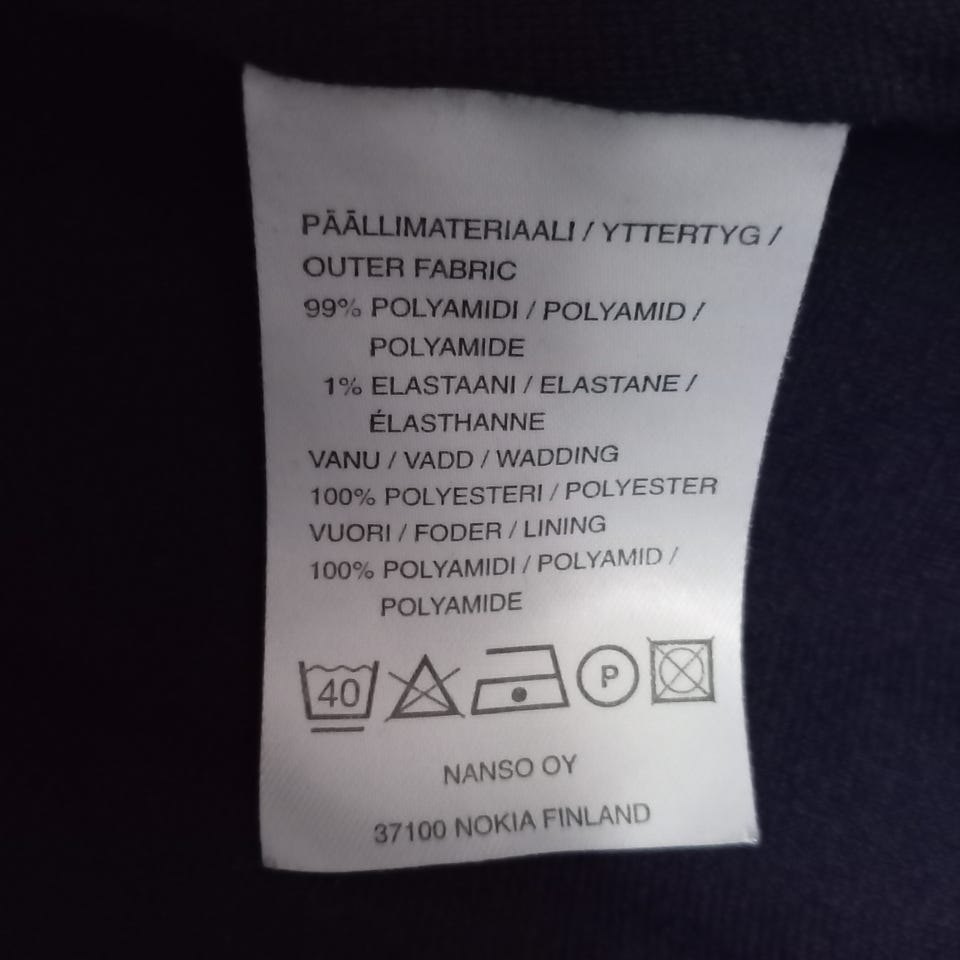 PÄÄLLIMATERIAALI / YTTERTYG /
OUTER FABRIC
99% POLYAMIDI / POLYAMID /
POLYAMIDE
1% ELASTAANI / ELASTANE /
ÉLASTHANNE
VANU / VADD / WADDING
100% POLYESTERI / POLYESTER
VUORI / FODER / LINING
100% POLYAMIDI / POLYAMID /
POLYAMIDE
40 P
NANSO OY
37100 NOKIA FINLAND